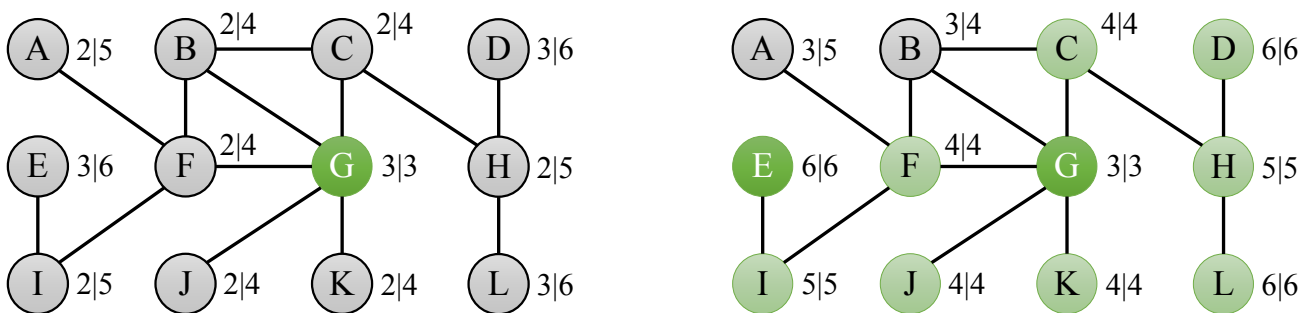 A 2|5 B 2|4 C 2|4 D 3|6
E 3|6 F 2|4 G 3|3 H 2|5
I 2|5 J 2|4 K 2|4 L 3|6
A 3|5 B 3|4 C 4|4 D 6|6
E 6|6 F 4|4 G 3|3 H 5|5
I 5|5 J 4|4 K 4|4 L 6|6